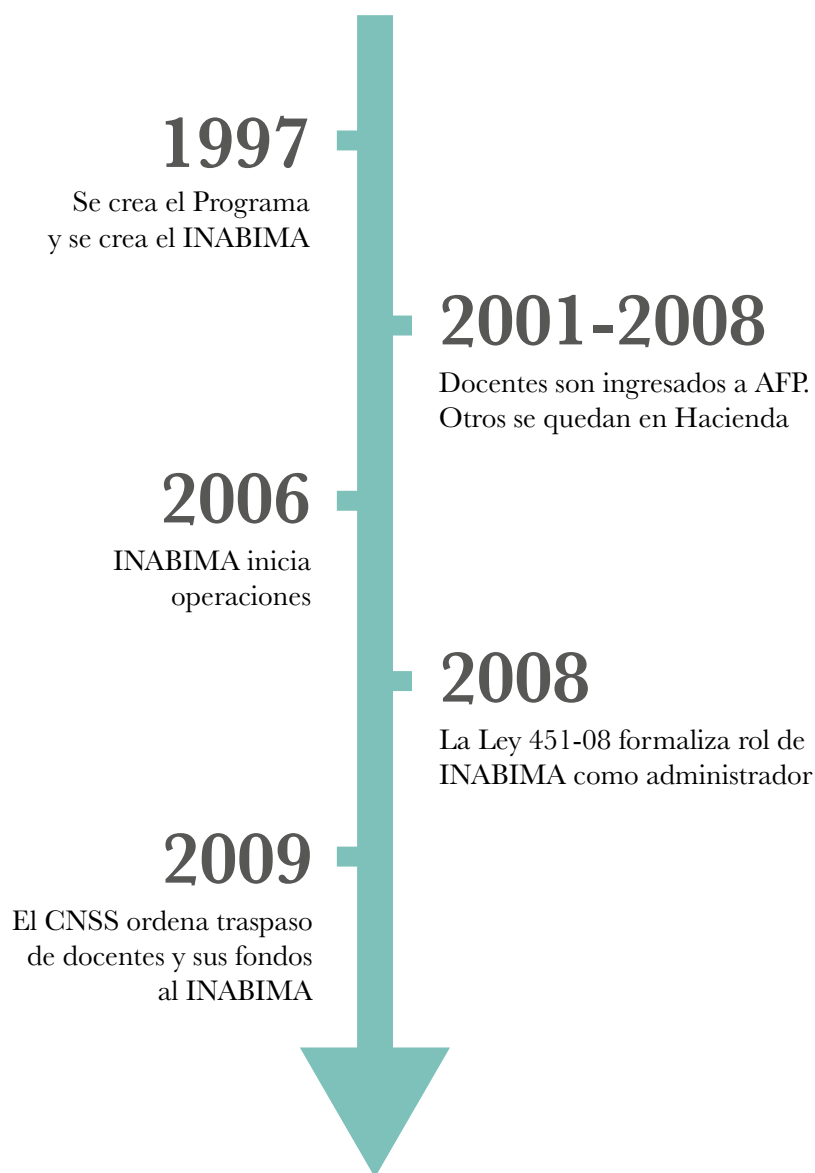 1997
Se crea el Programa
y se crea el INABIMA
2001-2008
Docentes son ingresados a AFP.
Otros se quedan en Hacienda
2006
INABIMA inicia
operaciones
2008
La Ley 451-08 formaliza rol de
INABIMA como administrador
2009
El CNSS ordena traspaso
de docentes y sus fondos
al INABIMA